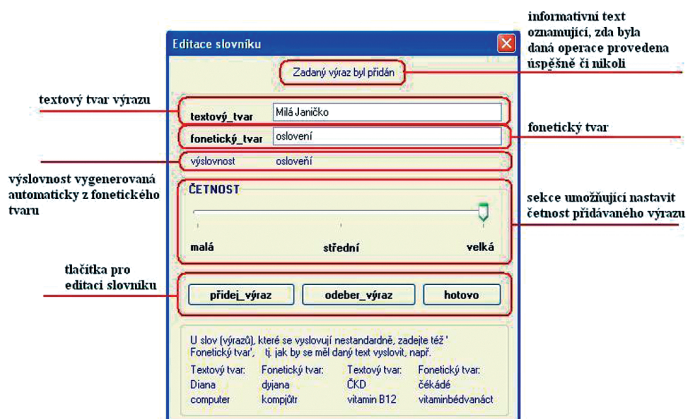 informativní text
oznamující, zda byla
daná operace provedena
úspěšně či nikoli
Editace slovníku
Zadaný výraz byl přidán
textový tvar výrazu
textový_tvar Milá Janičko
fonetický_tvar oslovení
fonetický tvar
výslovnost osloveňí
výslovnost vygenerovaná
automaticky z fonetického
tvaru
ČETNOST
malá střední velká
sekce umožňující nastavit
četnost přidávaného výrazu
tlačítka pro
editaci slovníku
přidej_výraz odeber_výraz hotovo
U slov (výrazů), které se vyslovují nestandardně, zadejte též '
Fonetický tvar', tj. jak by se měl daný text vyslovit, např.
Textový tvar: Fonetický tvar: Textový tvar: Fonetický tvar:
Diana dyjana ČKD čékádé
computer kompjůtr vitamin B12 vitaminbédvanáct